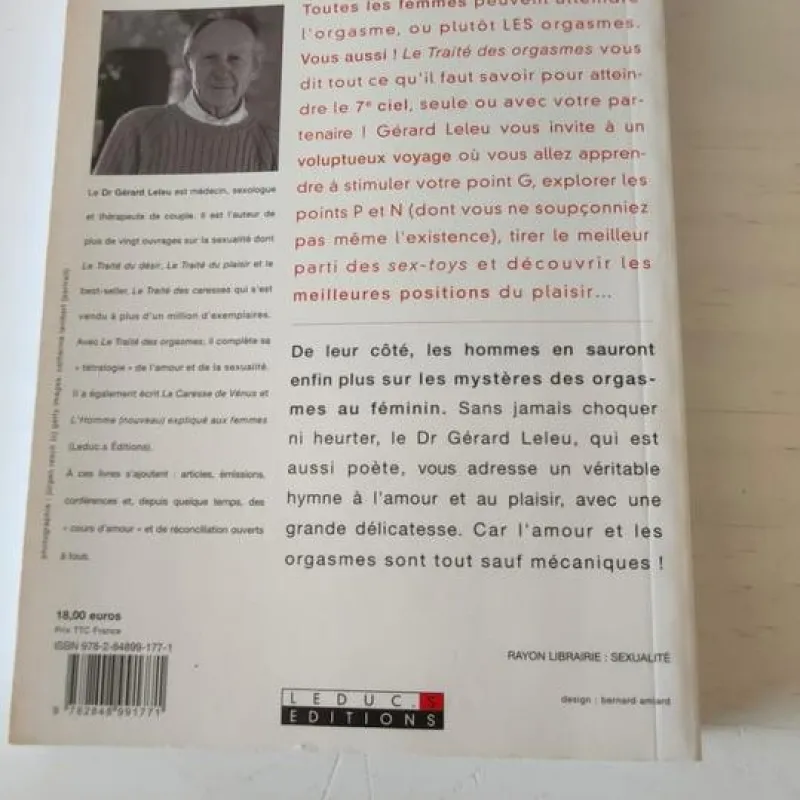 Toutes les femmes peuvent atteindre
l'orgasme, ou plutôt LES orgasmes.
Vous aussi ! Le Traité des orgasmes vous
dit tout ce qu'il faut savoir pour attein-
dre le 7e ciel, seule ou avec votre par-
tenaire ! Gérard Leleu vous invite à un
voluptueux voyage où vous allez appren-
dre à stimuler votre point G, explorer les
points P et N (dont vous ne soupçonniez
pas même l'existence), tirer le meilleur
parti des sex-toys et découvrir les
meilleures positions du plaisir...
De leur côté, les hommes en sauront
enfin plus sur les mystères des orgas-
mes au féminin. Sans jamais choquer
ni heurter, le Dr Gérard Leleu, qui est
aussi poète, vous adresse un véritable
hymne à l'amour et au plaisir, avec une
grande délicatesse. Car l'amour et les
orgasmes sont tout sauf mécaniques !
Le Dr Gérard Leleu est médecin, sexologue
et thérapeute de couple. Il est l'auteur de
plus de vingt ouvrages sur la sexualité dont
Le Traité du désir, Le Traité du plaisir et le
best-seller, Le Traité des caresses qui s'est
vendu à plus d'un million d'exemplaires.
Avec Le Traité des orgasmes, il complète sa
« tétralogie » de l'amour et de la sexualité.
Il a également écrit La Caresse de Vénus et
L'Homme (nouveau) expliqué aux femmes
(Leduc.s Éditions).
À ces livres s'ajoutent : articles, émissions,
conférences et, depuis quelque temps, des
« cours d'amour » et de réconciliation ouverts
à tous.
photographie : jürgen reisch (c) getty images catherine lambert (portrait)
18,00 euros
Prix TTC France
ISBN 978-2-84899-177-1
9 782848 991771
LEDUC.S
ÉDITIONS
RAYON LIBRAIRIE : SEXUALITÉ
design : bernard amiard